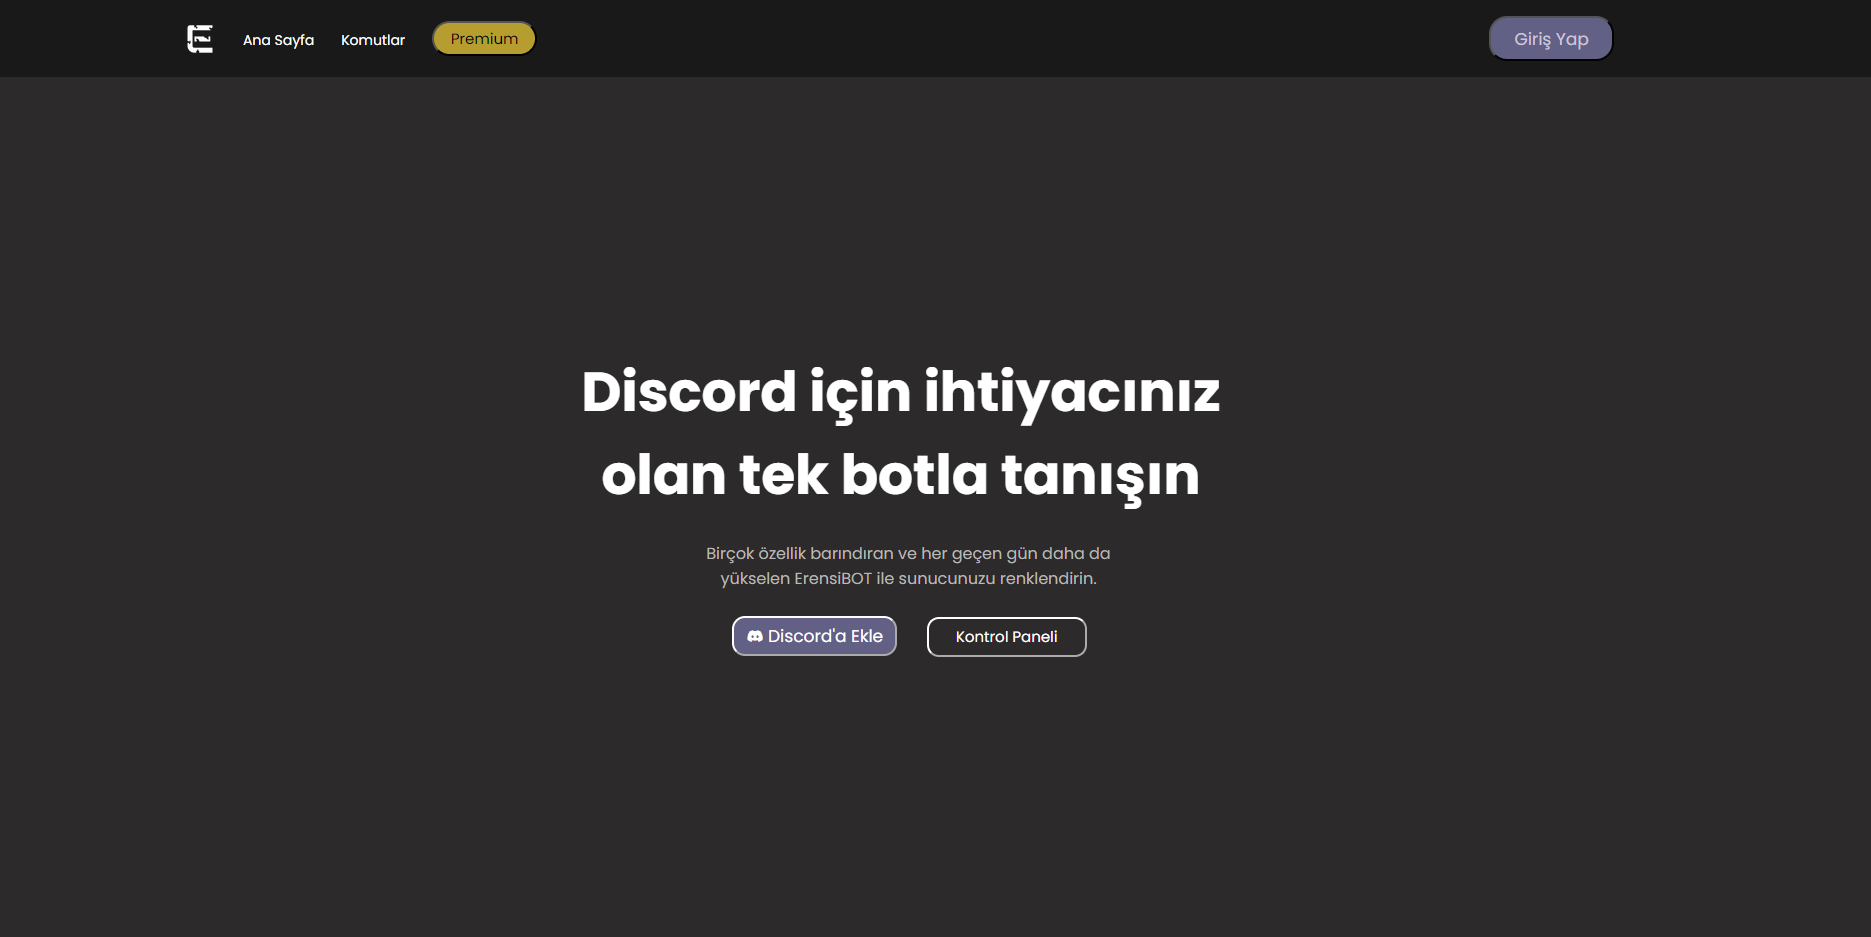 Ana Sayfa
Komutlar
Premium
Giriş Yap
Discord için ihtiyacınız
olan tek botla tanışın
Birçok özellik barındıran ve her geçen gün daha da
yükselen ErensiBOT ile sunucunuzu renklendirin.
Discord'a Ekle
Kontrol Paneli